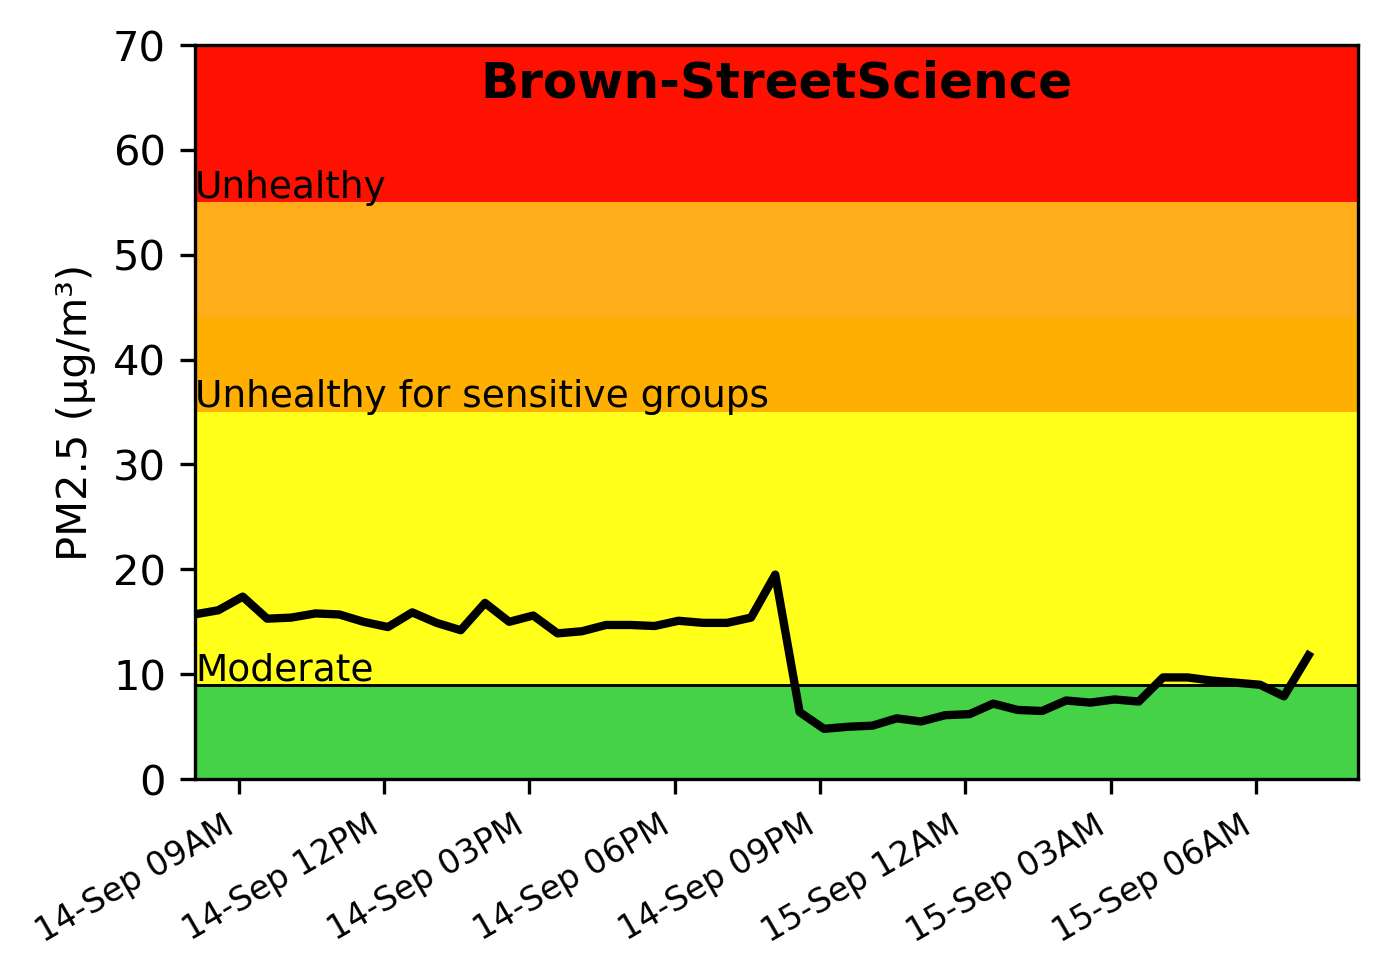 Brown-StreetScience
70
60
50
40
30
20
10
0
PM2.5 (µg/m³)
Unhealthy
Unhealthy for sensitive groups
Moderate
14-Sep 09AM
14-Sep 12PM
14-Sep 03PM
14-Sep 06PM
14-Sep 09PM
15-Sep 12AM
15-Sep 03AM
15-Sep 06AM